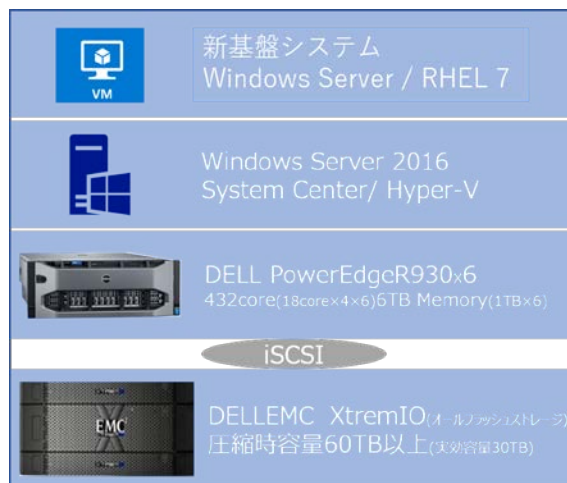 新基盤システム
Windows Server / RHEL 7
VM
Windows Server 2016
System Center/ Hyper-V
DELL PowerEdgeR930x6
432core(18core×4×6)6TB Memory(1TB×6)
iSCSI
DELLEMC XtremIO(オールフラッシュストレージ)
圧縮時容量60TB以上(実効容量30TB)
EMC